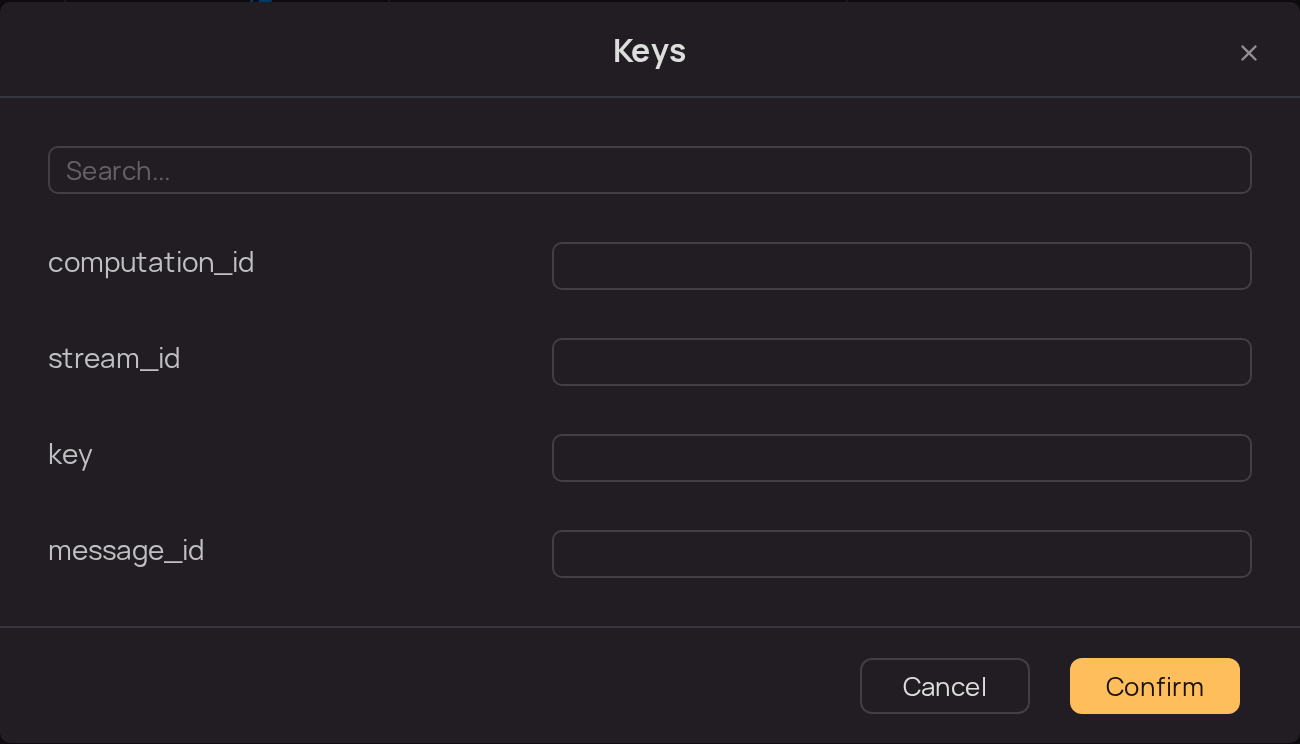 Keys
Search...
computation_id
stream_id
key
message_id
Cancel
Confirm